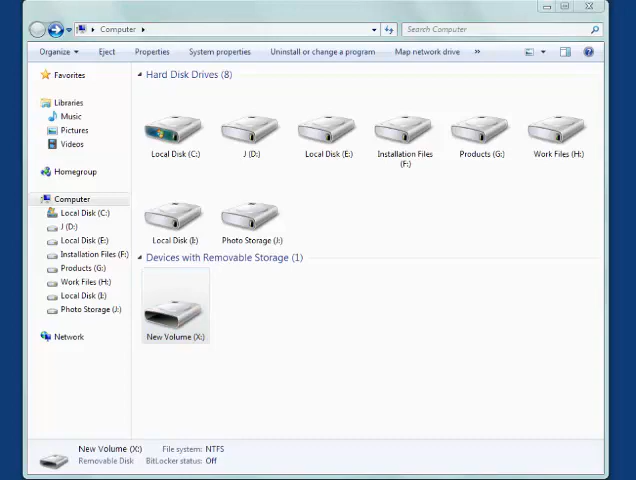 Computer
Search Computer
Organize Eject Properties System properties Uninstall or change a program Map network drive »
Favorites
Libraries
Music
Pictures
Videos
Homegroup
Computer
Local Disk (C:)
J (D:)
Local Disk (E:)
Installation Files (F:)
Products (G:)
Work Files (H:)
Local Disk (I:)
Photo Storage (J:)
Network
Hard Disk Drives (8)
Local Disk (C:) J (D:) Local Disk (E:) Installation Files Products (G:) Work Files (H:)
(F:)
Local Disk (I:) Photo Storage (J:)
Devices with Removable Storage (1)
New Volume (X:)
New Volume (X:) File system: NTFS
Removable Disk BitLocker status: Off